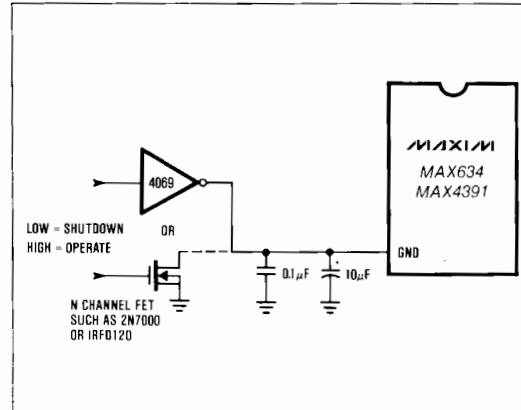 MAXIM
MAX634
MAX4391
4069
LOW = SHUTDOWN
HIGH = OPERATE
OR
GND
0.1µF
+
10µF
N CHANNEL FET
SUCH AS 2N7000
OR IRFD120